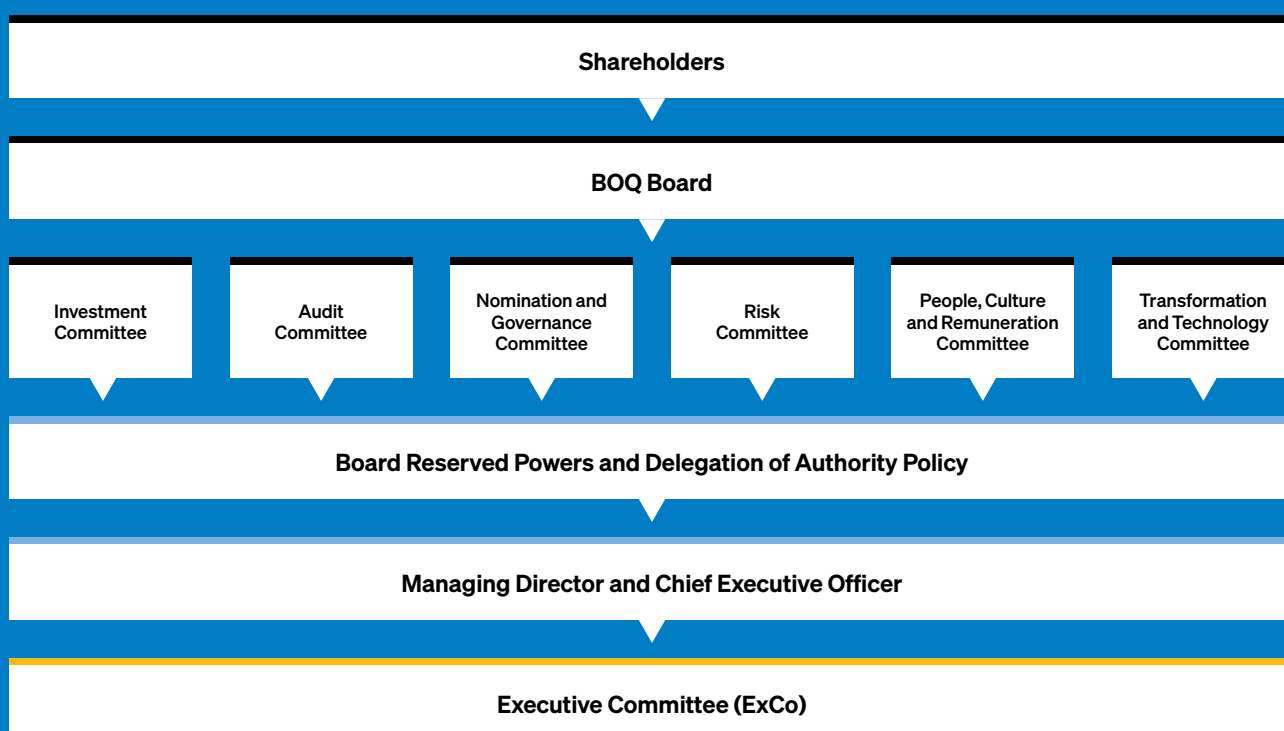 Shareholders
BOQ Board
Investment
Committee
Audit
Committee
Nomination and
Governance
Committee
Risk
Committee
People, Culture
and Remuneration
Committee
Transformation
and Technology
Committee
Board Reserved Powers and Delegation of Authority Policy
Managing Director and Chief Executive Officer
Executive Committee (ExCo)